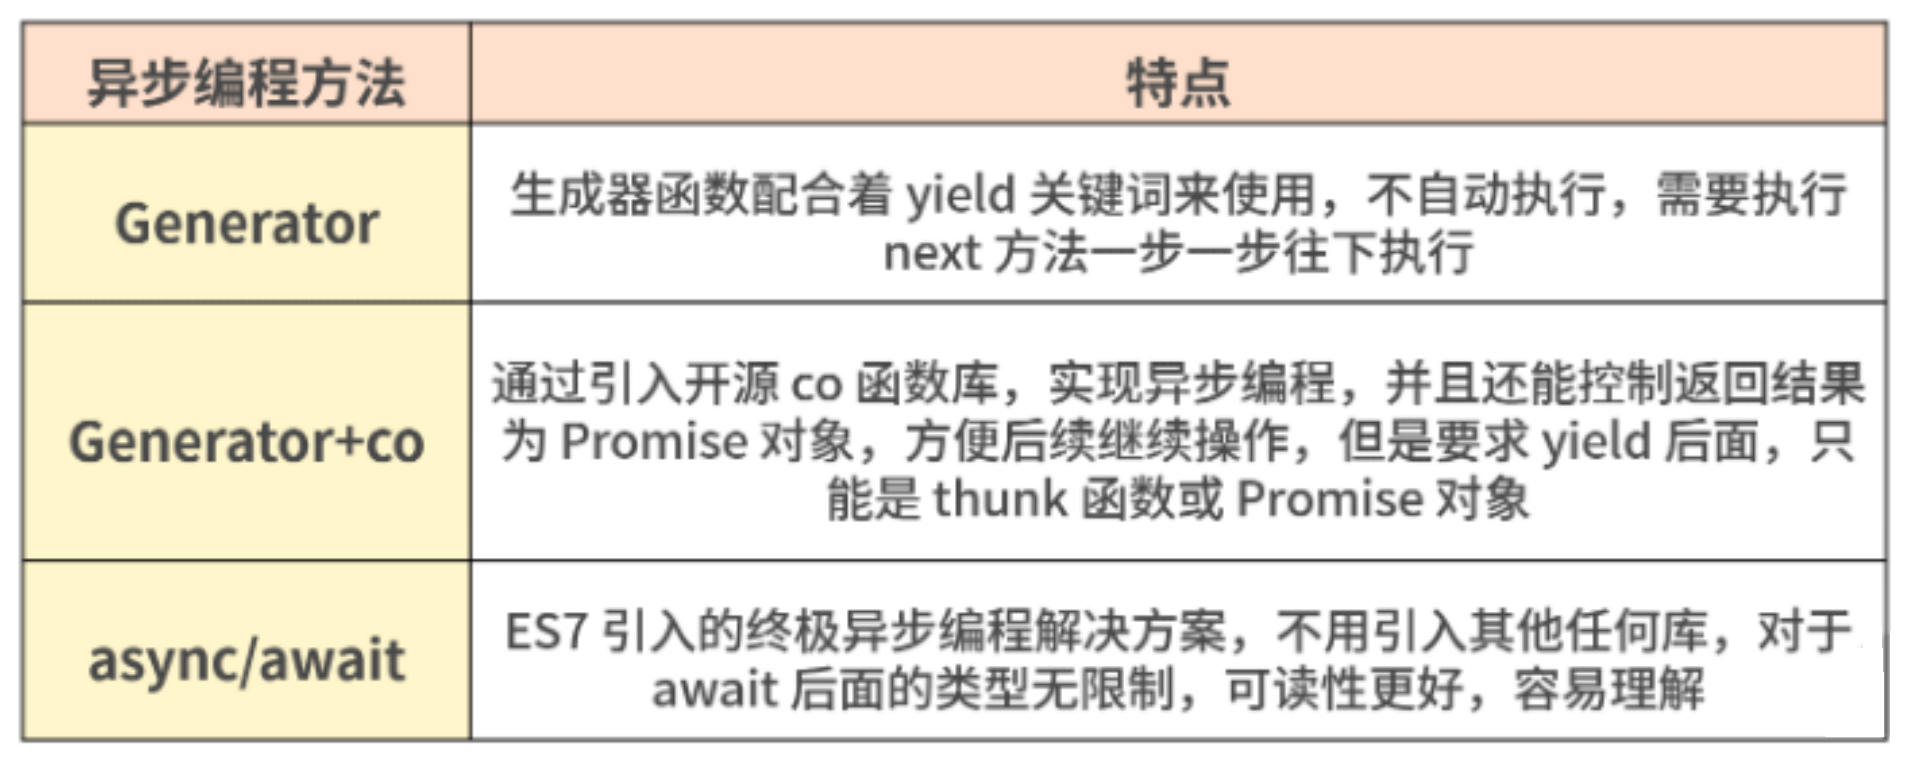 异步编程方法
特点
Generator
生成器函数配合着 yield 关键词来使用，不自动执行，需要执行
next 方法一步一步往下执行
Generator+co
通过引入开源 co 函数库，实现异步编程，并且还能控制返回结果
为 Promise 对象，方便后续继续操作，但是要求 yield 后面，只
能是 thunk 函数或 Promise 对象
async/await
ES7 引入的终极异步编程解决方案，不用引入其他任何库，对于
await 后面的类型无限制，可读性更好，容易理解